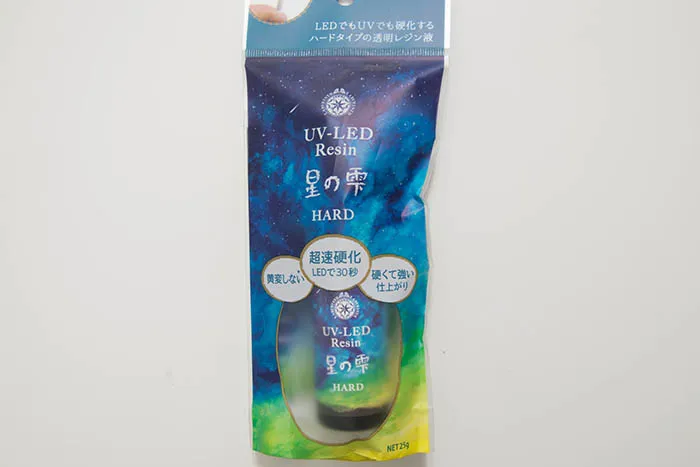 LEDでもUVでも硬化する
ハードタイプの透明レジン液
UV-LED
Resin
星の雫
HARD
超速硬化
LEDで30秒
黄変しない
硬くて強い
仕上がり
UV-LED
Resin
星の雫
HARD
NET25g